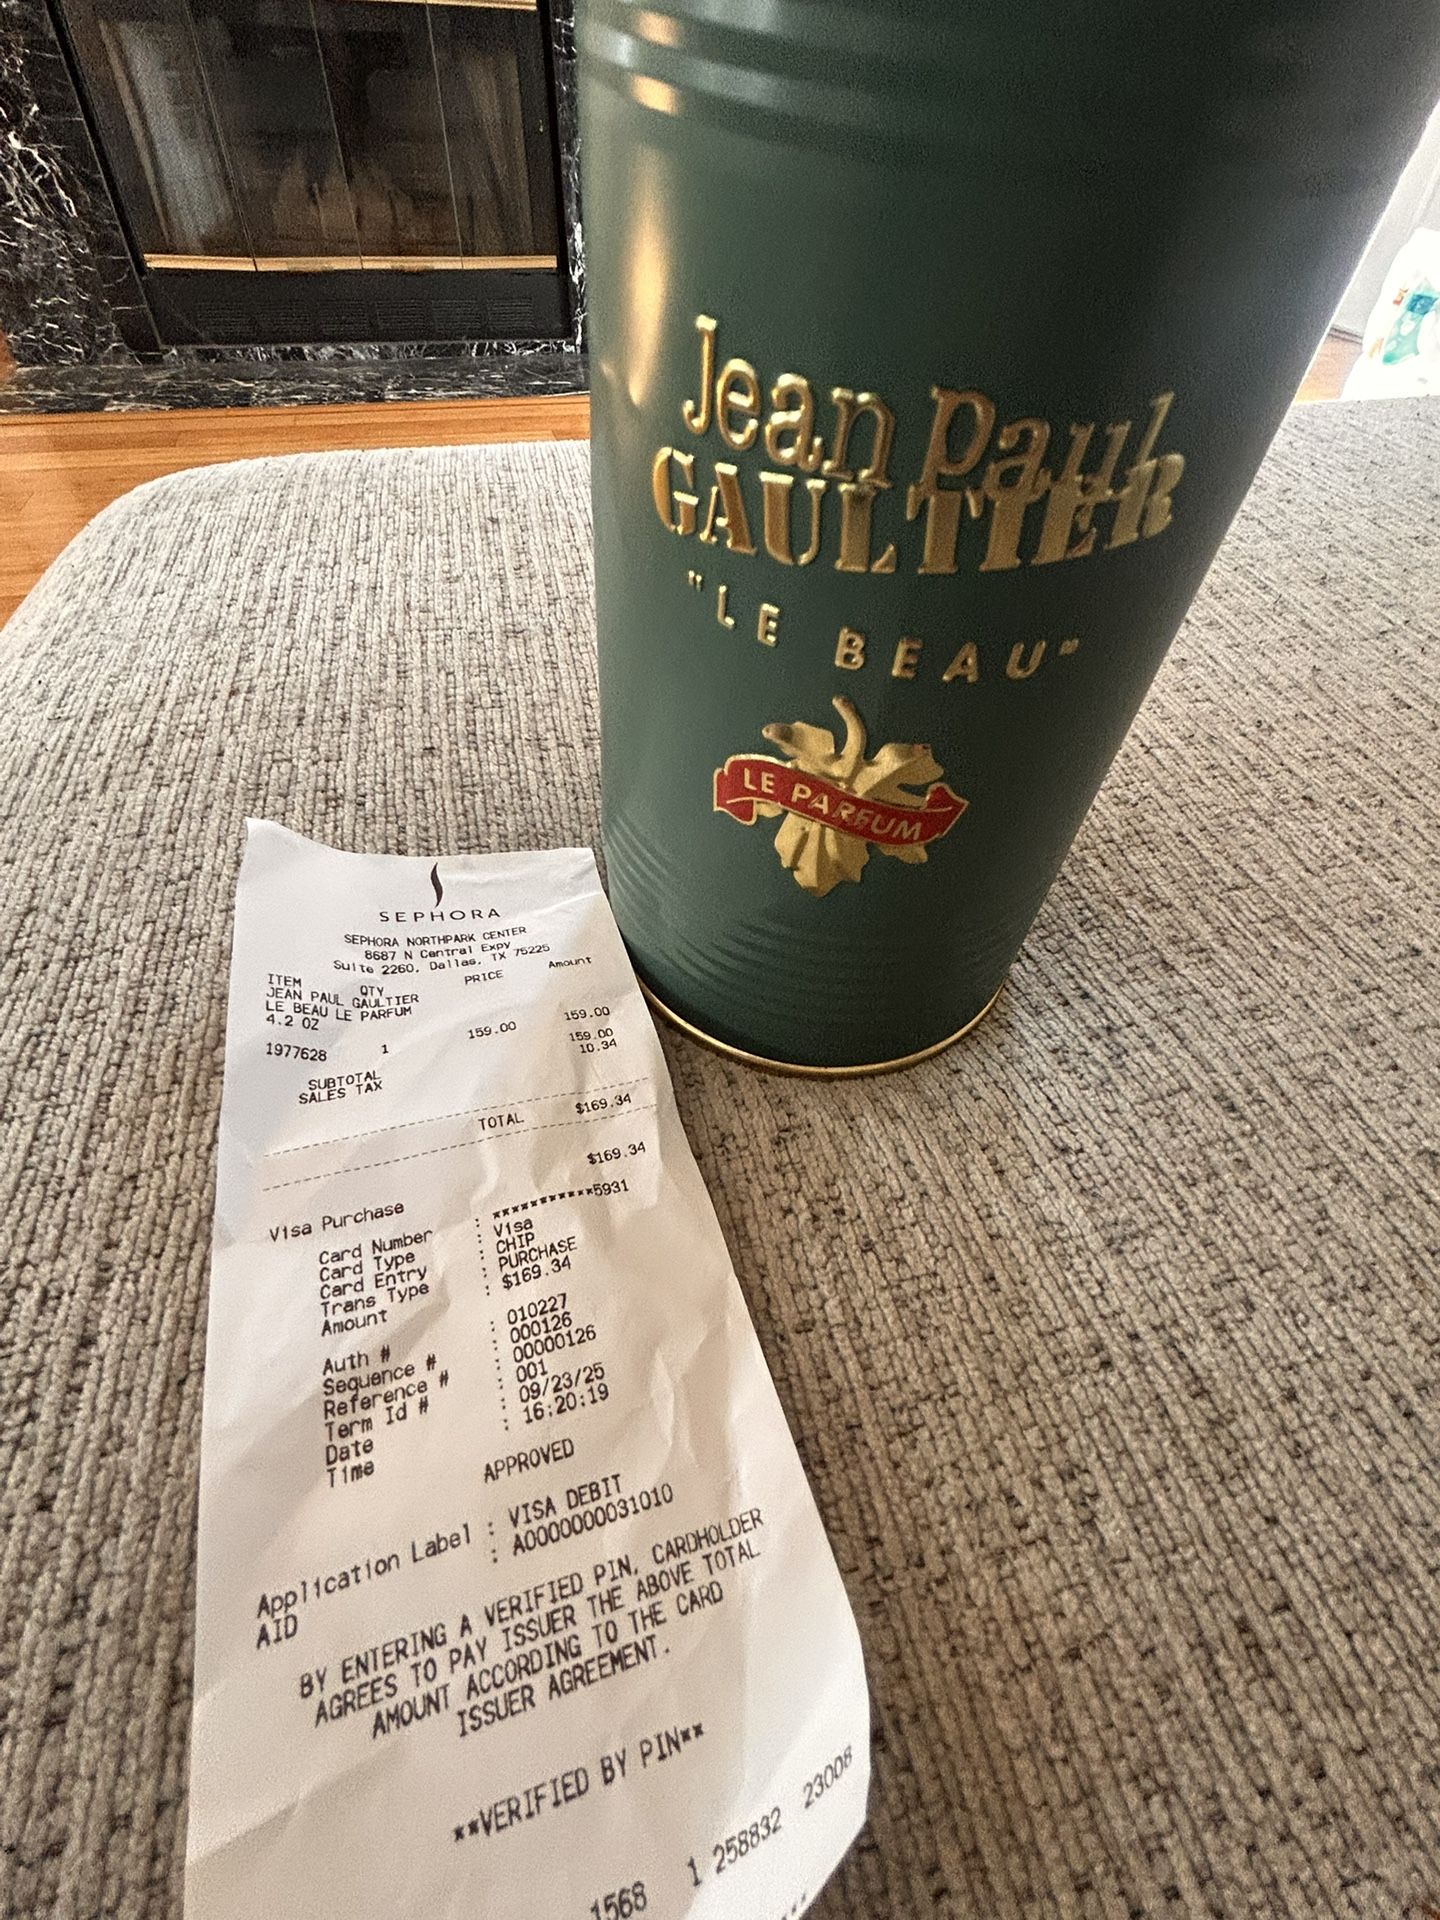 Jean Paul
GAULTIER
"LE BEAU"
LE PARFUM
SEPHORA
SEPHORA NORTHPARK CENTER
8687 N Central Expy
Suite 2260, Dallas, TX 75225
ITEM QTY PRICE Amount
JEAN PAUL GAULTIER
LE BEAU LE PARFUM
4.2 OZ
1977628 1 159.00 159.00
SUBTOTAL 159.00
SALES TAX 10.34
TOTAL $169.34
$169.34
Visa Purchase
Card Number : ***********5931
Card Type : Visa
Card Entry : CHIP
Trans Type : PURCHASE
Amount : $169.34
Auth # : 010227
Sequence # : 000126
Reference # : 00000126
Term Id # : 001
Date : 09/23/25
Time : 16:20:19
APPROVED
Application Label : VISA DEBIT
AID : A0000000031010
BY ENTERING A VERIFIED PIN, CARDHOLDER
AGREES TO PAY ISSUER THE ABOVE TOTAL
AMOUNT ACCORDING TO THE CARD
ISSUER AGREEMENT.
**VERIFIED BY PIN**
1568 1 258832 23008